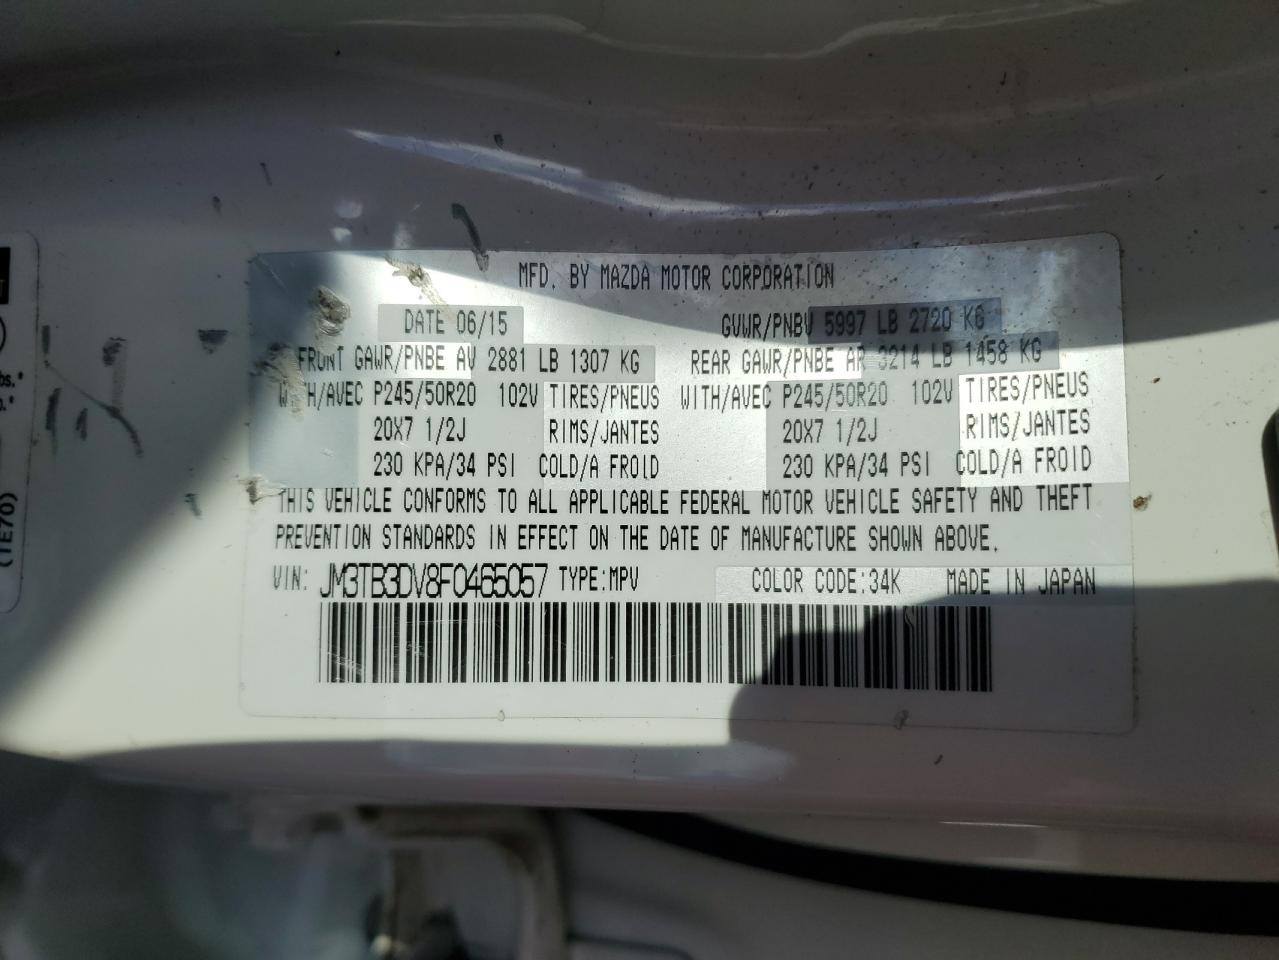 MFD. BY MAZDA MOTOR CORPORATION
DATE 06/15 GVWR/PNBV 5997 LB 2720 KG
FRONT GAWR/PNBE AV 2881 LB 1307 KG REAR GAWR/PNBE AR 3214 LB 1458 KG
WITH/AVEC P245/50R20 102V TIRES/PNEUS WITH/AVEC P245/50R20 102V TIRES/PNEUS
20X7 1/2J RIMS/JANTES 20X7 1/2J RIMS/JANTES
230 KPA/34 PSI COLD/A FROID 230 KPA/34 PSI COLD/A FROID
THIS VEHICLE CONFORMS TO ALL APPLICABLE FEDERAL MOTOR VEHICLE SAFETY AND THEFT
PREVENTION STANDARDS IN EFFECT ON THE DATE OF MANUFACTURE SHOWN ABOVE.
VIN: JM3TB3DV8F0465057 TYPE:MPV COLOR CODE:34K MADE IN JAPAN
(1E70)